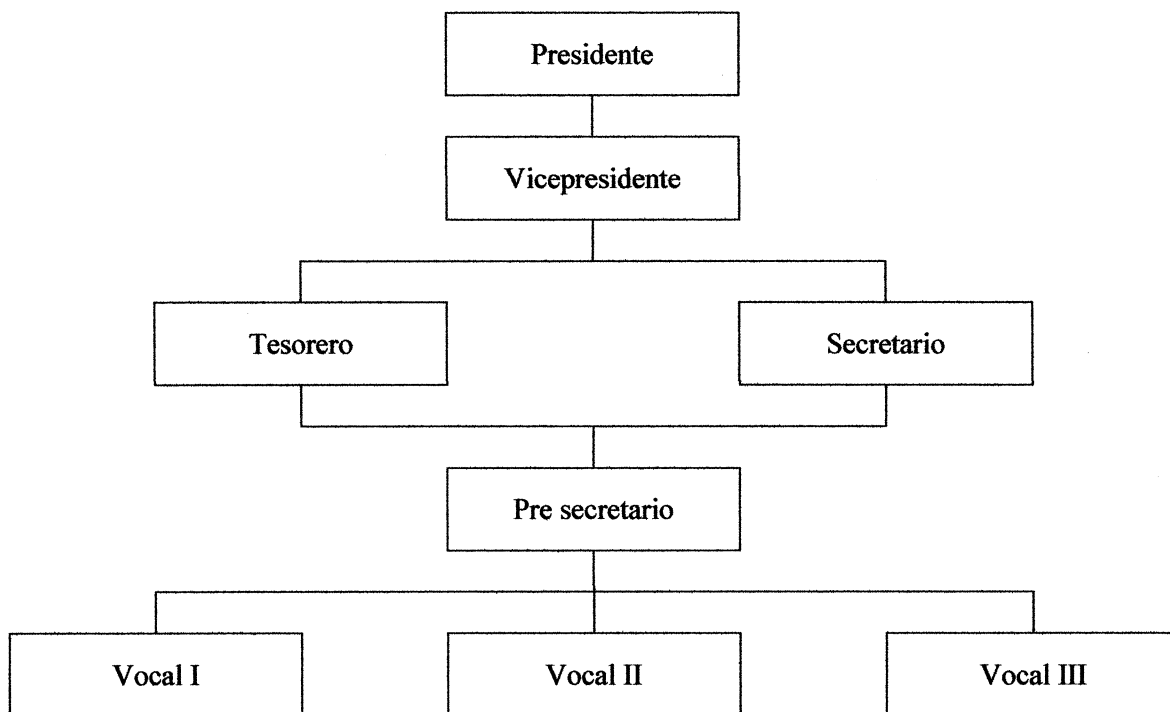 Presidente
Vicepresidente
Tesorero
Secretario
Pre secretario
Vocal I
Vocal II
Vocal III